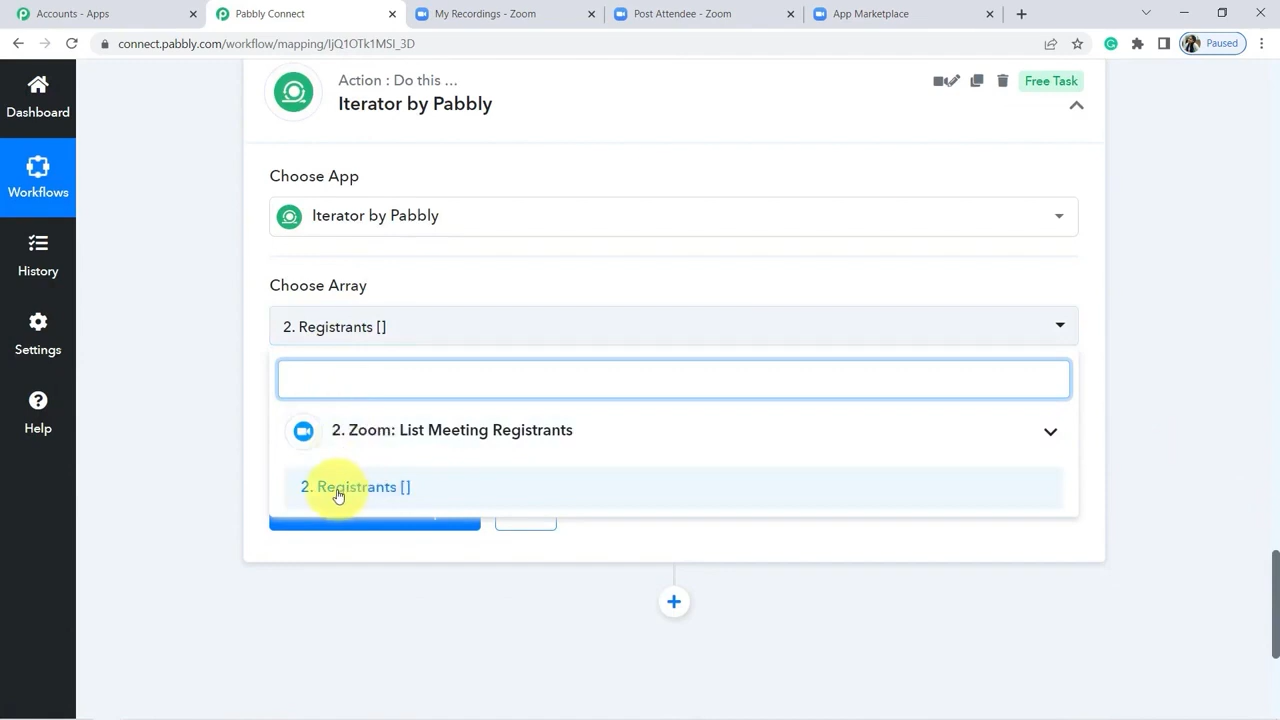 Accounts - Apps
Pabbly Connect
My Recordings - Zoom
Post Attendee - Zoom
App Marketplace
connect.pabbly.com/workflow/mapping/IjQ1OTk1MSI_3D
Paused
Dashboard
Workflows
History
Settings
Help
Action : Do this ...
Iterator by Pabbly
Free Task
Choose App
Iterator by Pabbly
Choose Array
2. Registrants []
2. Zoom: List Meeting Registrants
2. Registrants []